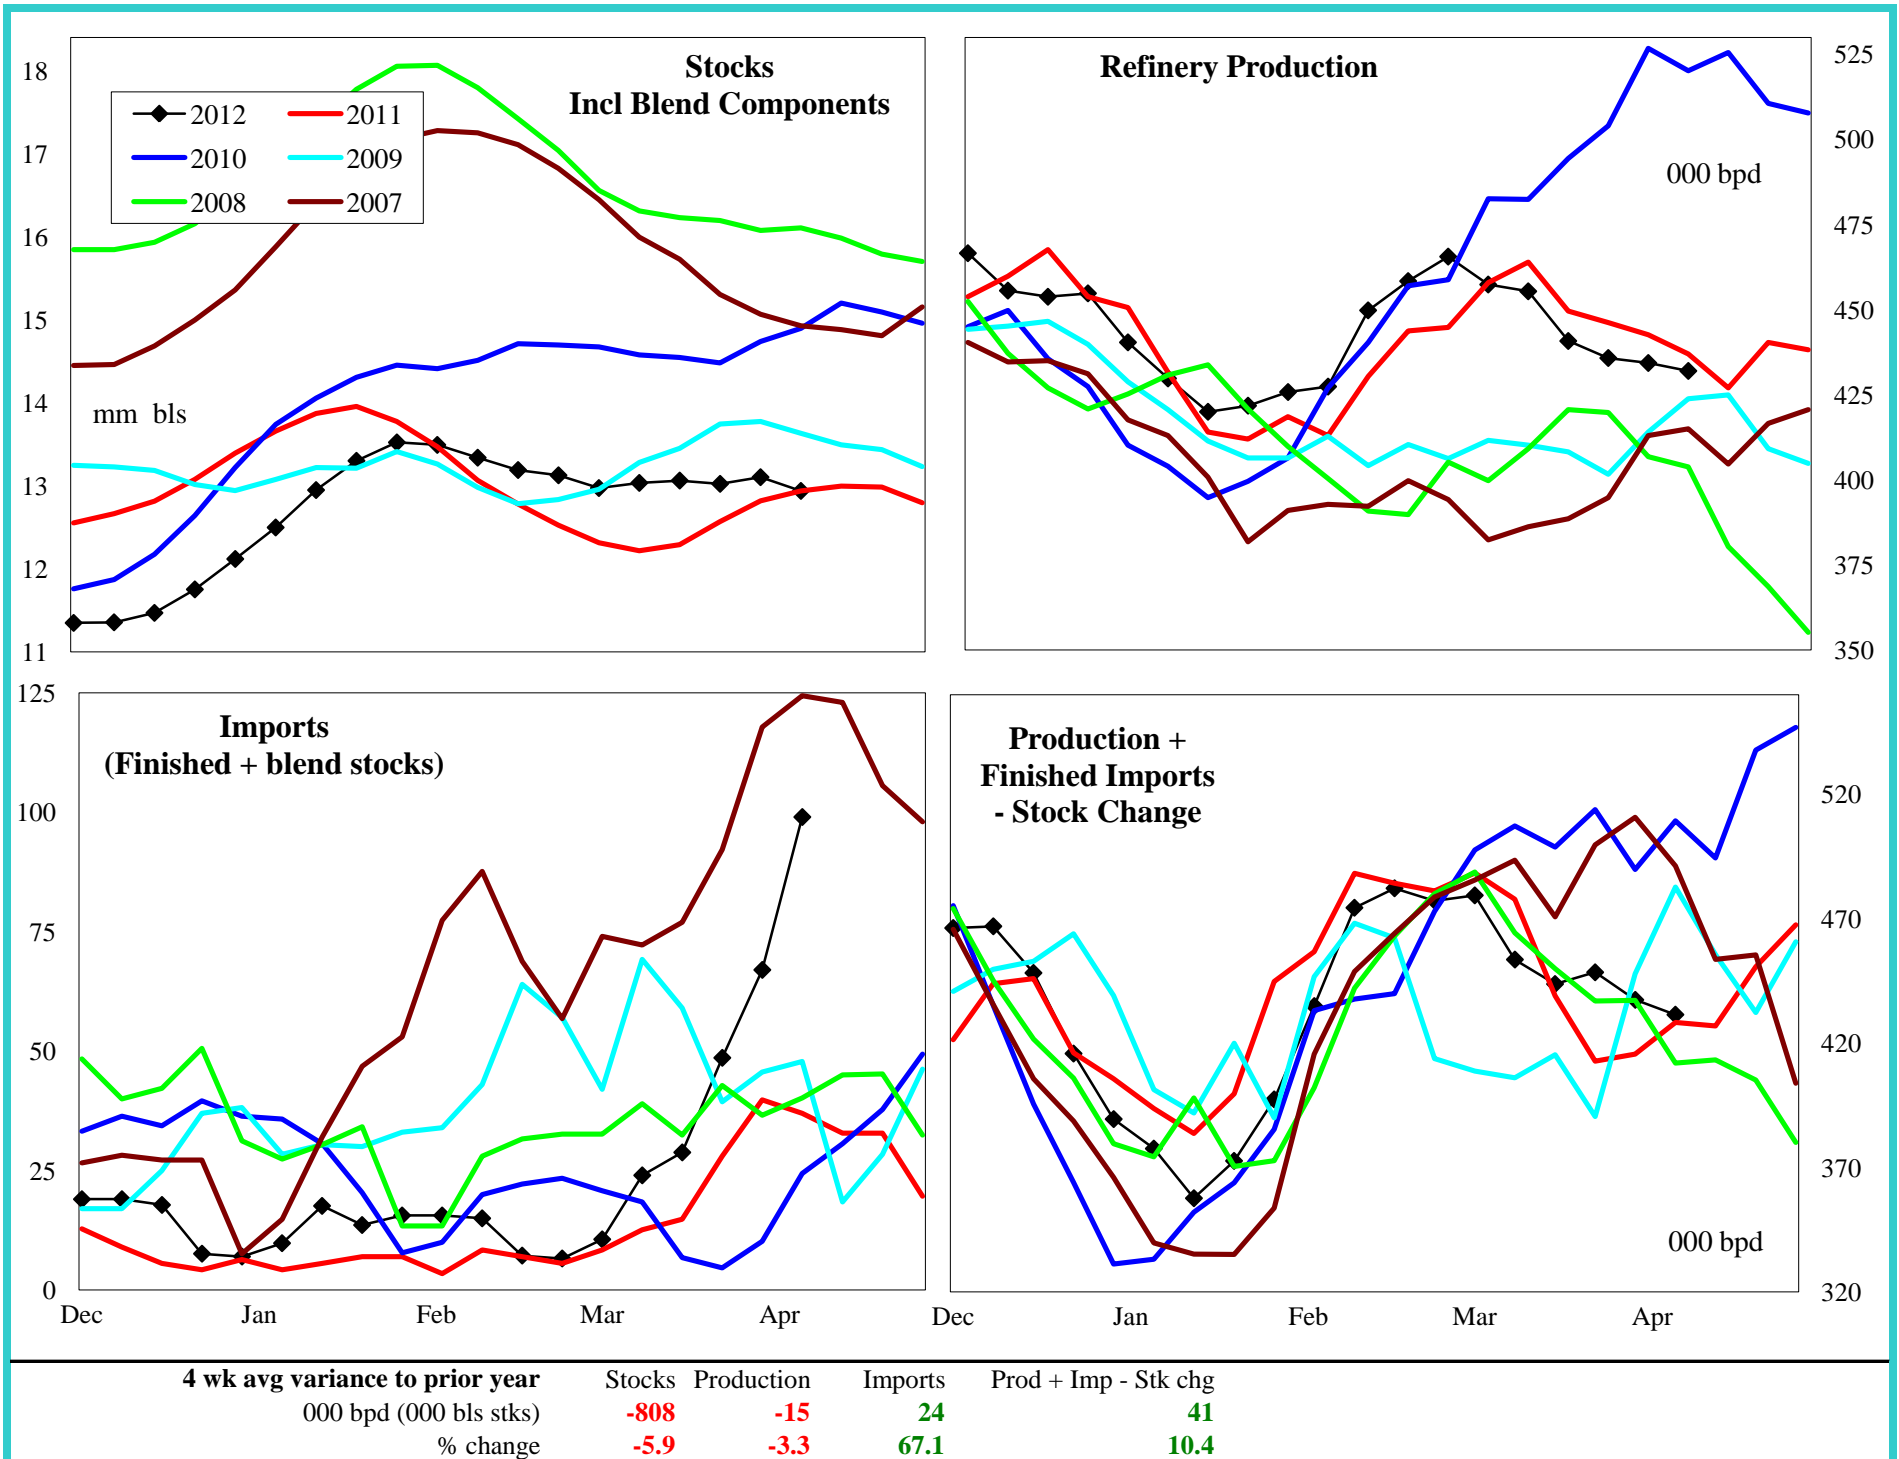 Stocks
Incl Blend Components
18
17
16
15
14
13
12
11
2012
2011
2010
2009
2008
2007
mm bls
Refinery Production
000 bpd
525
500
475
450
425
400
375
350
Imports
(Finished + blend stocks)
125
100
75
50
25
0
Dec
Jan
Feb
Mar
Apr
Production +
Finished Imports
- Stock Change
520
470
420
370
320
000 bpd
Dec
Jan
Feb
Mar
Apr
4 wk avg variance to prior year Stocks Production Imports Prod + Imp - Stk chg
000 bpd (000 bls stks) -808 -15 24 41
% change -5.9 -3.3 67.1 10.4